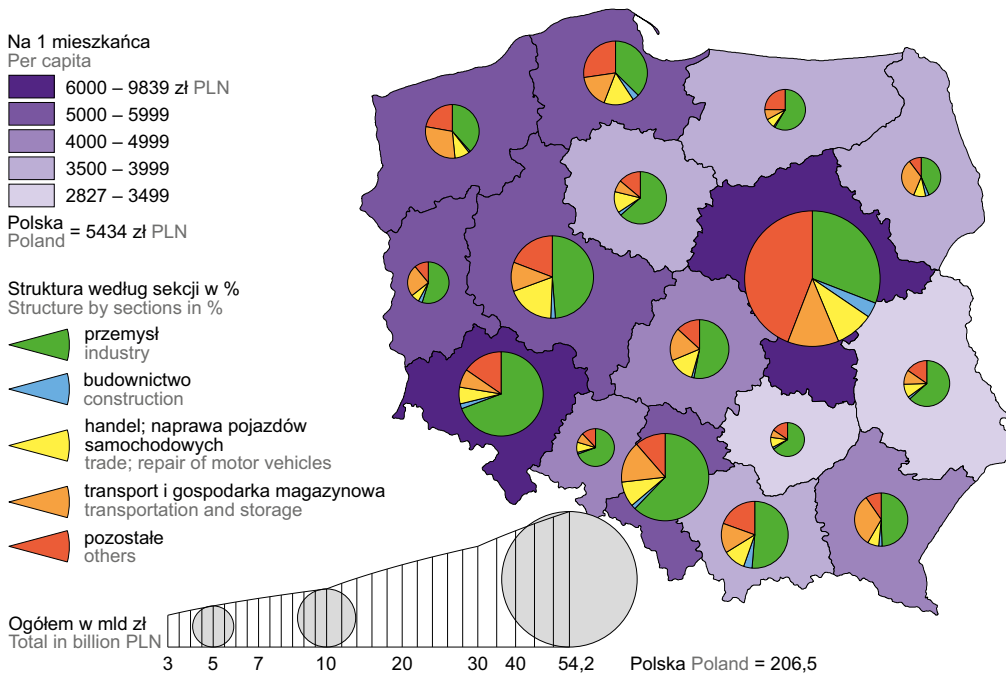 Na 1 mieszkańca
Per capita
6000 – 9839 zł PLN
5000 – 5999
4000 – 4999
3500 – 3999
2827 – 3499
Polska
Poland = 5434 zł PLN
Struktura według sekcji w %
Structure by sections in %
przemysł
industry
budownictwo
construction
handel; naprawa pojazdów
samochodowych
trade; repair of motor vehicles
transport i gospodarka magazynowa
transportation and storage
pozostałe
others
Ogółem w mld zł
Total in billion PLN
3 5 7 10 20 30 40 54,2
Polska Poland = 206,5